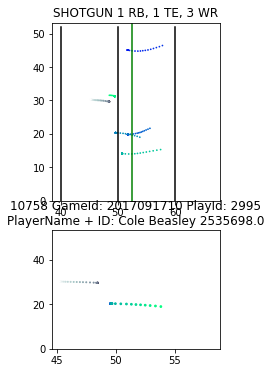 SHOTGUN 1 RB, 1 TE, 3 WR
50
40
30
20
10
0
40 50 60
10758 GameId: 2017091710 PlayId: 2995
PlayerName + ID: Cole Beasley 2535698.0
40
20
0
45 50 55